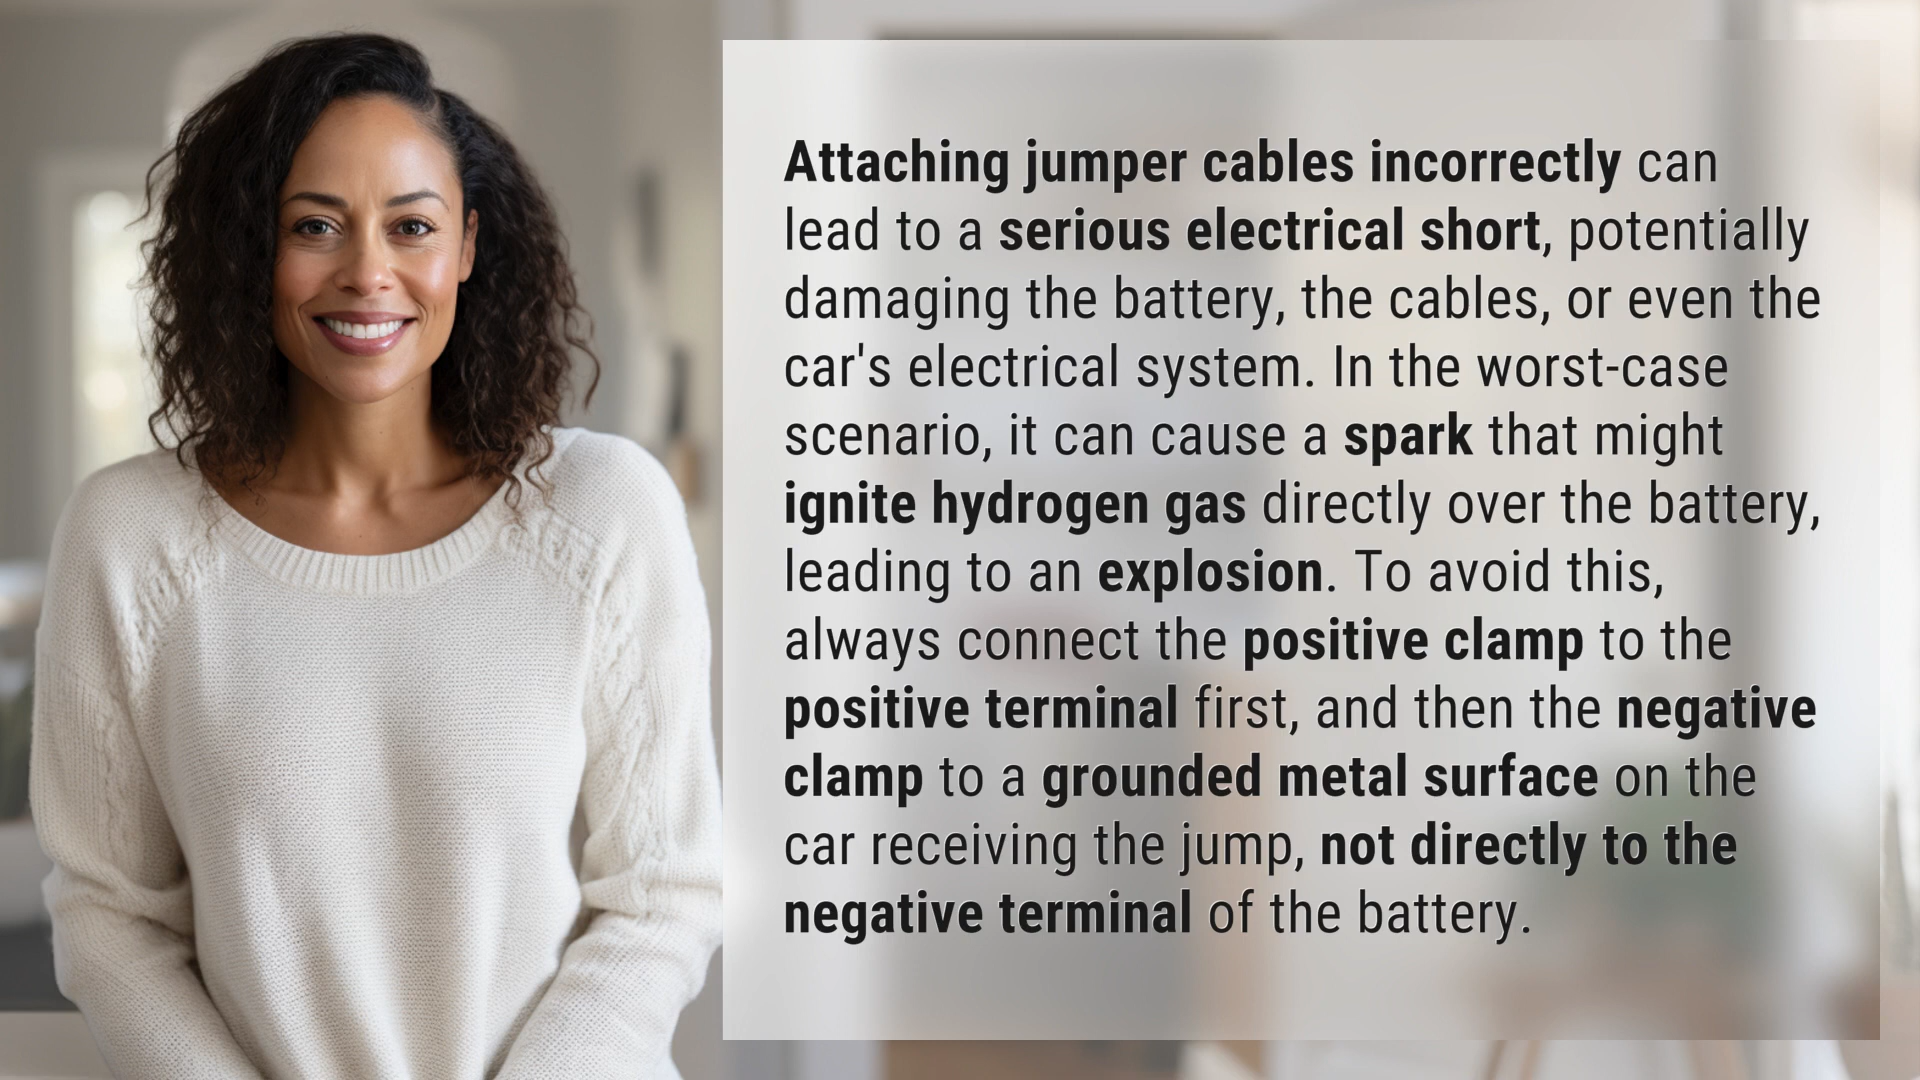 Attaching jumper cables incorrectly can
lead to a serious electrical short, potentially
damaging the battery, the cables, or even the
car's electrical system. In the worst-case
scenario, it can cause a spark that might
ignite hydrogen gas directly over the battery,
leading to an explosion. To avoid this,
always connect the positive clamp to the
positive terminal first, and then the negative
clamp to a grounded metal surface on the
car receiving the jump, not directly to the
negative terminal of the battery.